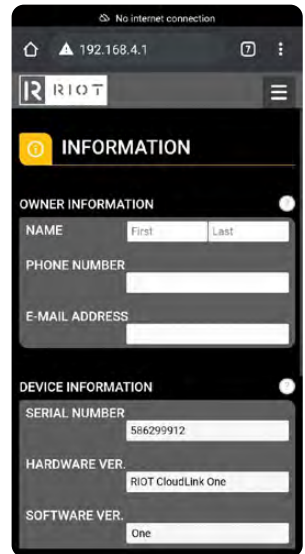 No internet connection
192.168.4.1
7
R RIOT
INFORMATION
OWNER INFORMATION ?
NAME First Last
PHONE NUMBER
E-MAIL ADDRESS
DEVICE INFORMATION ?
SERIAL NUMBER
586299912
HARDWARE VER.
RIOT CloudLink One
SOFTWARE VER.
One